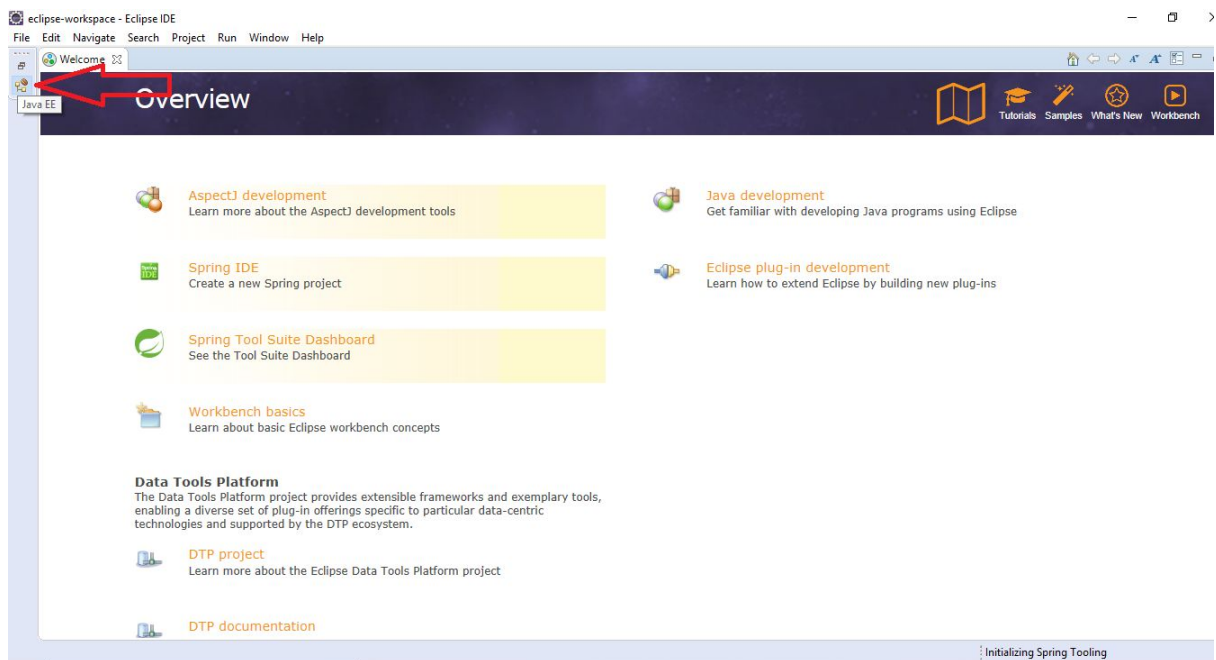 eclipse-workspace - Eclipse IDE
File Edit Navigate Search Project Run Window Help
Welcome
Java EE
Overview
Tutorials Samples What's New Workbench
AspectJ development
Learn more about the AspectJ development tools
Java development
Get familiar with developing Java programs using Eclipse
Spring IDE
Create a new Spring project
Eclipse plug-in development
Learn how to extend Eclipse by building new plug-ins
Spring Tool Suite Dashboard
See the Tool Suite Dashboard
Workbench basics
Learn about basic Eclipse workbench concepts
Data Tools Platform
The Data Tools Platform project provides extensible frameworks and exemplary tools,
enabling a diverse set of plug-in offerings specific to particular data-centric
technologies and supported by the DTP ecosystem.
DTP project
Learn more about the Eclipse Data Tools Platform project
DTP documentation
Initializing Spring Tooling